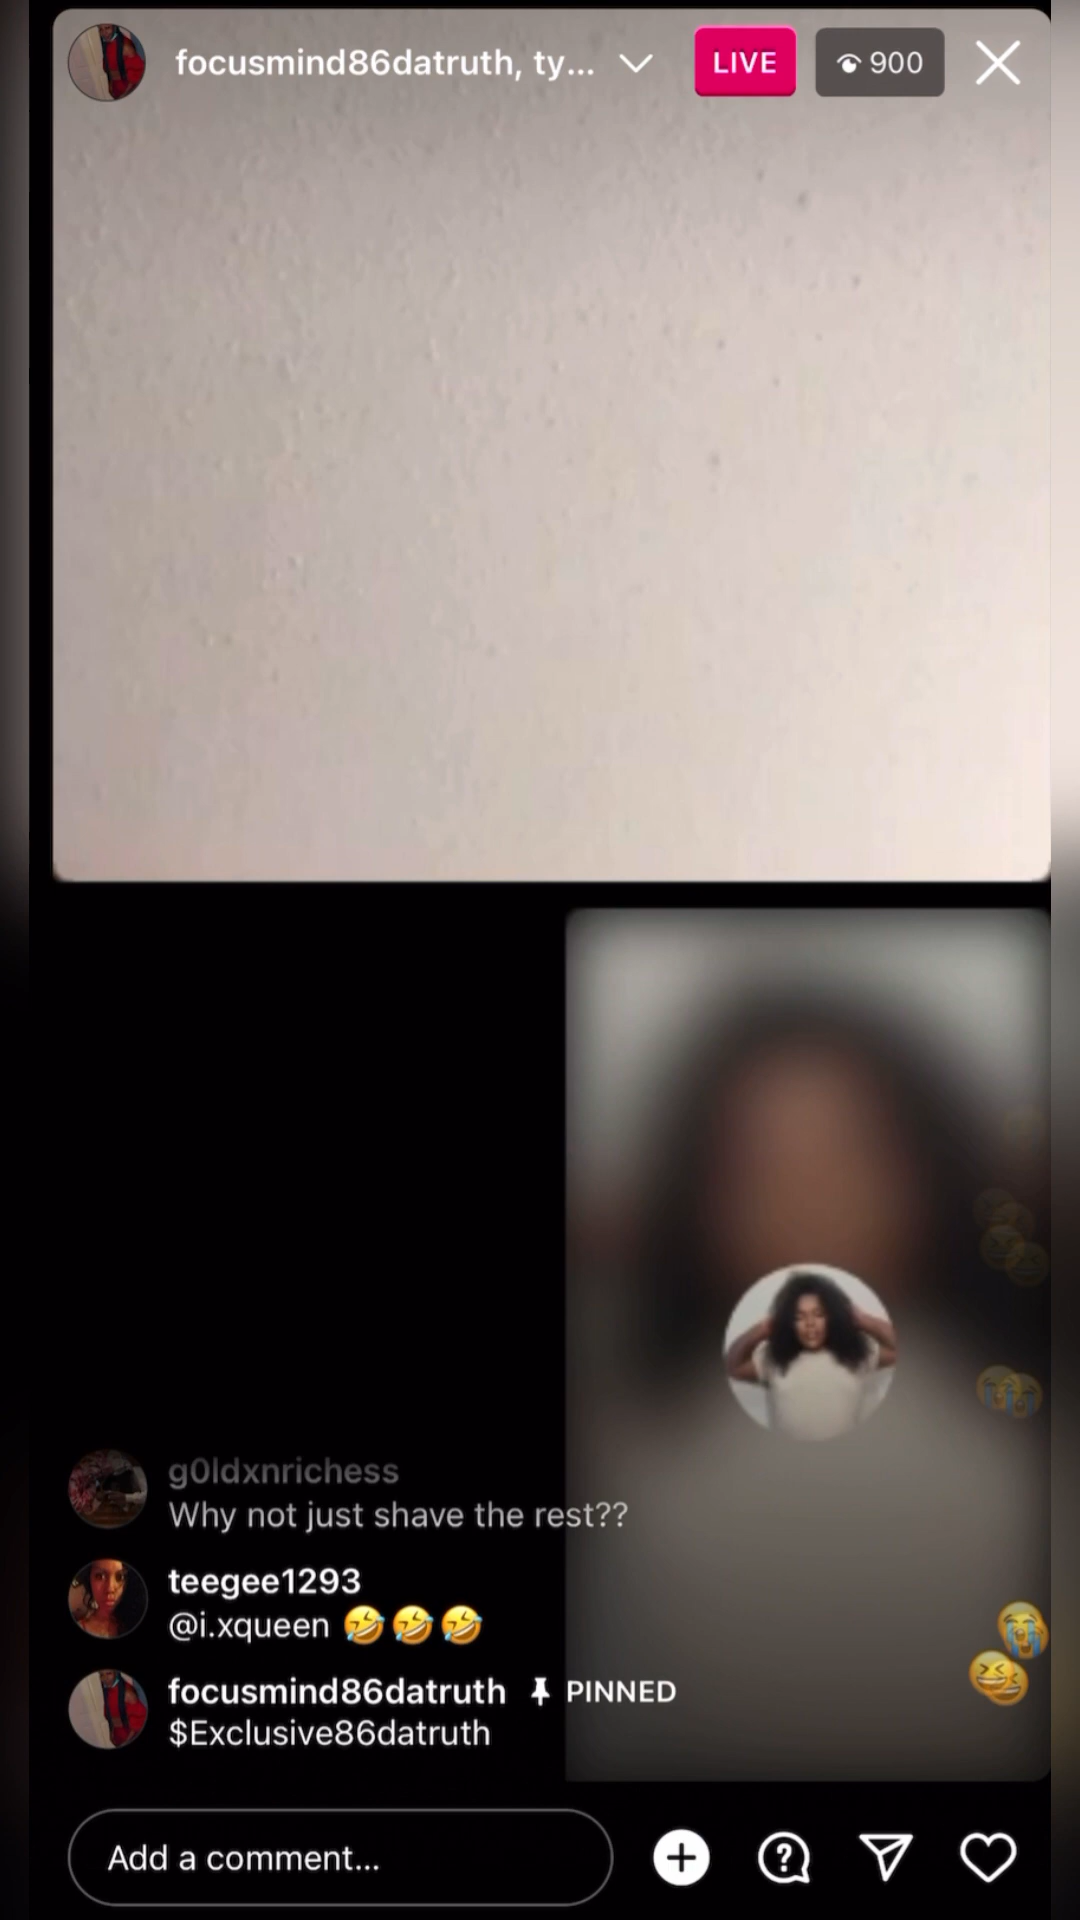 focusmind86datruth, ty...
LIVE
900
g0ldxnrichess
Why not just shave the rest??
teegee1293
@i.xqueen 🤣🤣🤣
focusmind86datruth PINNED
$Exclusive86datruth
Add a comment...